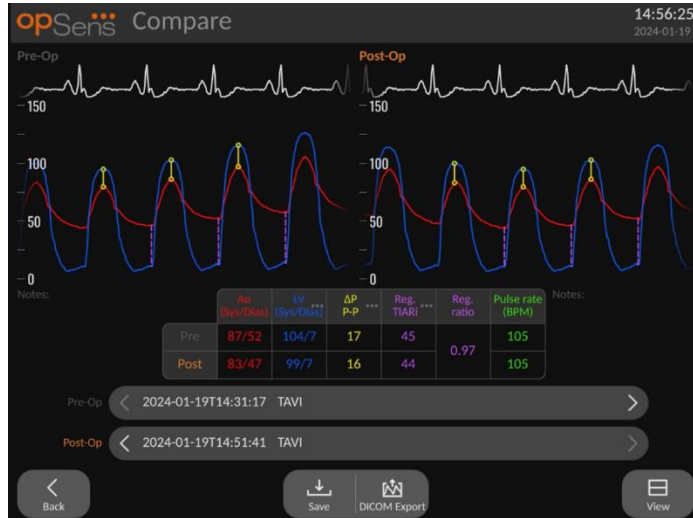 opSens Compare
14:56:25
2024-01-19
Pre-Op
Post-Op
150
100
50
0
150
100
50
0
Notes:
Notes:
Ao (Sys/Dias) LV (Sys/Dias) ΔP P-P Reg. TIARi Reg. ratio Pulse rate (BPM)
Pre 87/52 104/7 17 45 0.97 105
Post 83/47 99/7 16 44 105
Pre-Op 2024-01-19T14:31:17 TAVI
Post-Op 2024-01-19T14:51:41 TAVI
Back
Save
DICOM Export
View